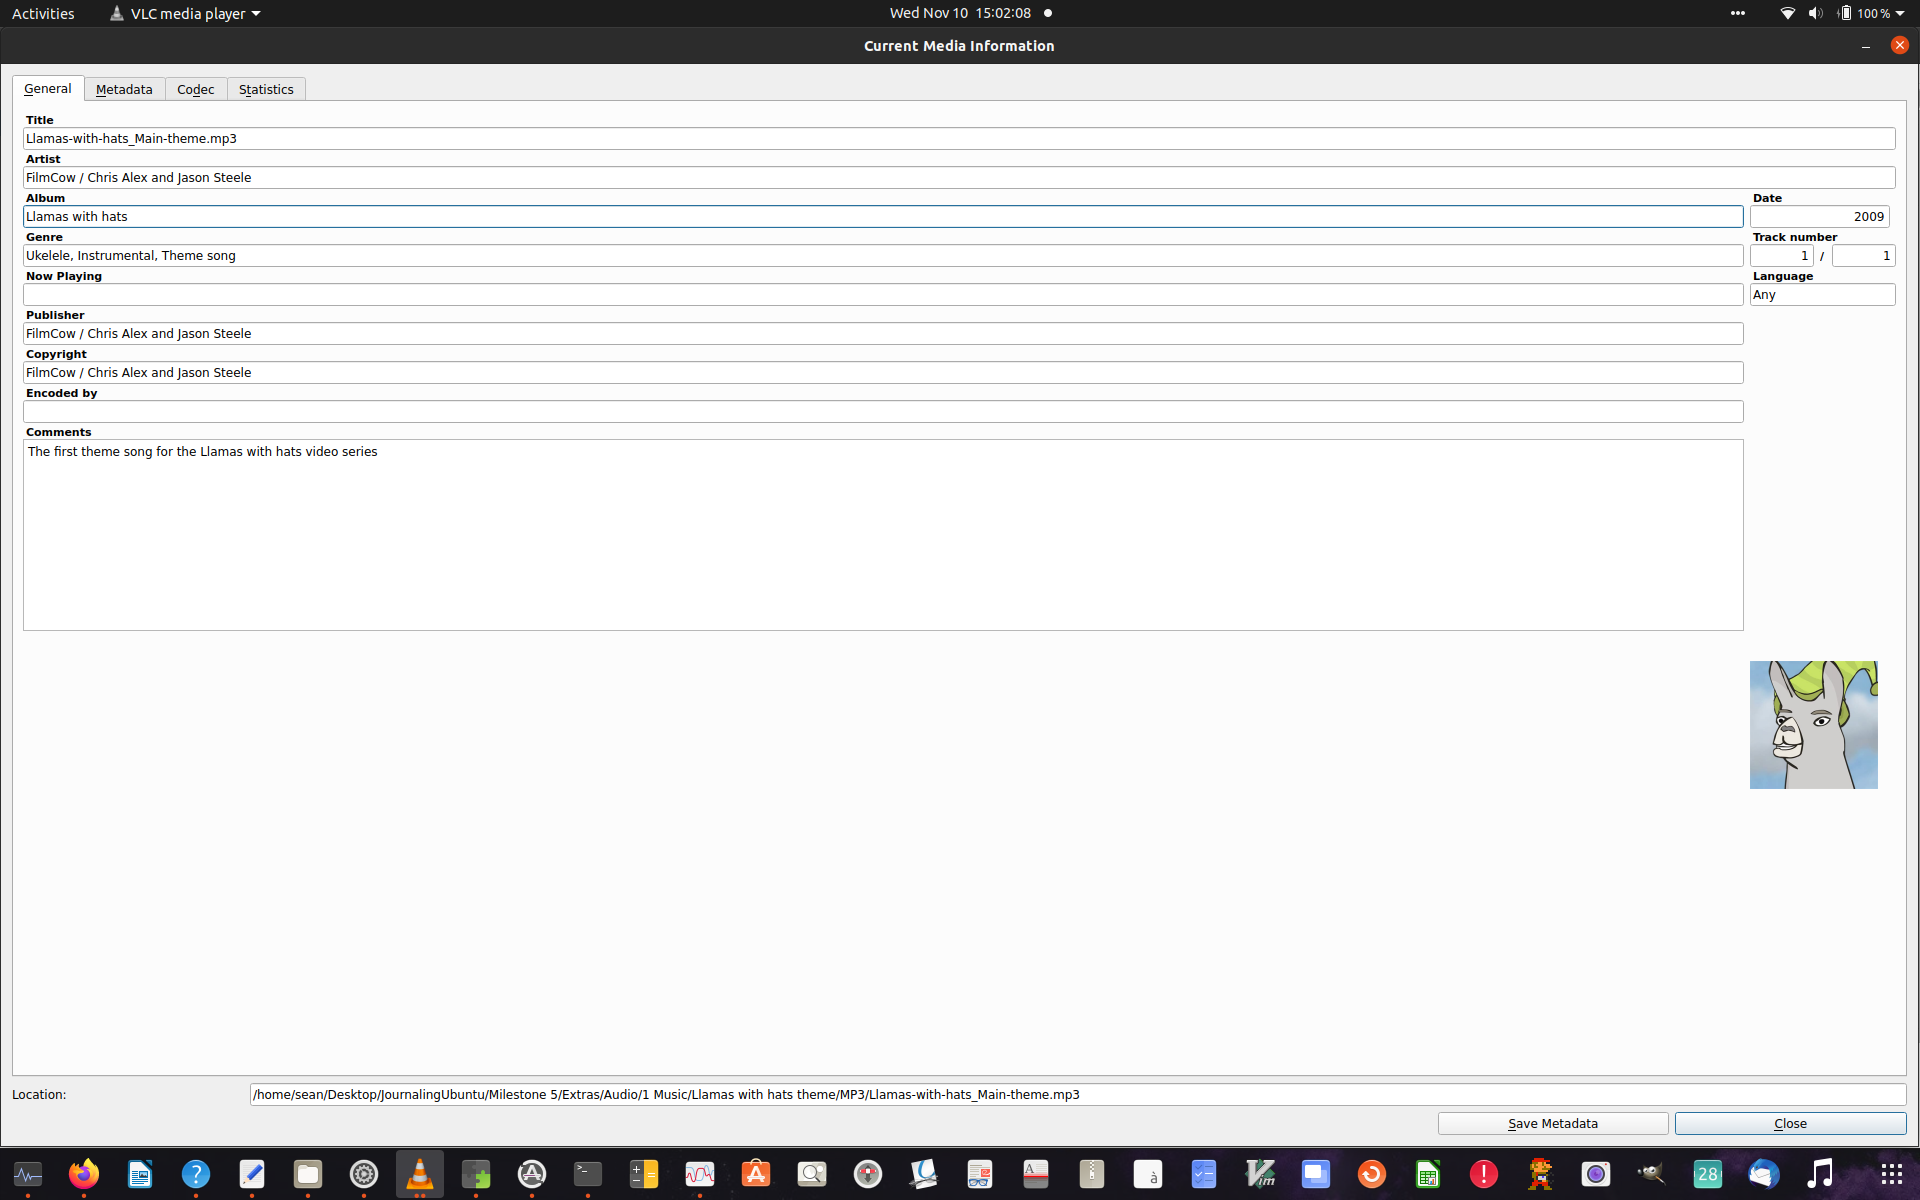 Activities VLC media player Wed Nov 10 15:02:08 100 %
Current Media Information
General Metadata Codec Statistics
Title
Llamas-with-hats_Main-theme.mp3
Artist
FilmCow / Chris Alex and Jason Steele
Album Date
Llamas with hats 2009
Genre Track number
Ukelele, Instrumental, Theme song 1 / 1
Now Playing Language
Any
Publisher
FilmCow / Chris Alex and Jason Steele
Copyright
FilmCow / Chris Alex and Jason Steele
Encoded by
Comments
The first theme song for the Llamas with hats video series
Location: /home/sean/Desktop/JournalingUbuntu/Milestone 5/Extras/Audio/1 Music/Llamas with hats theme/MP3/Llamas-with-hats_Main-theme.mp3
Save Metadata Close
28